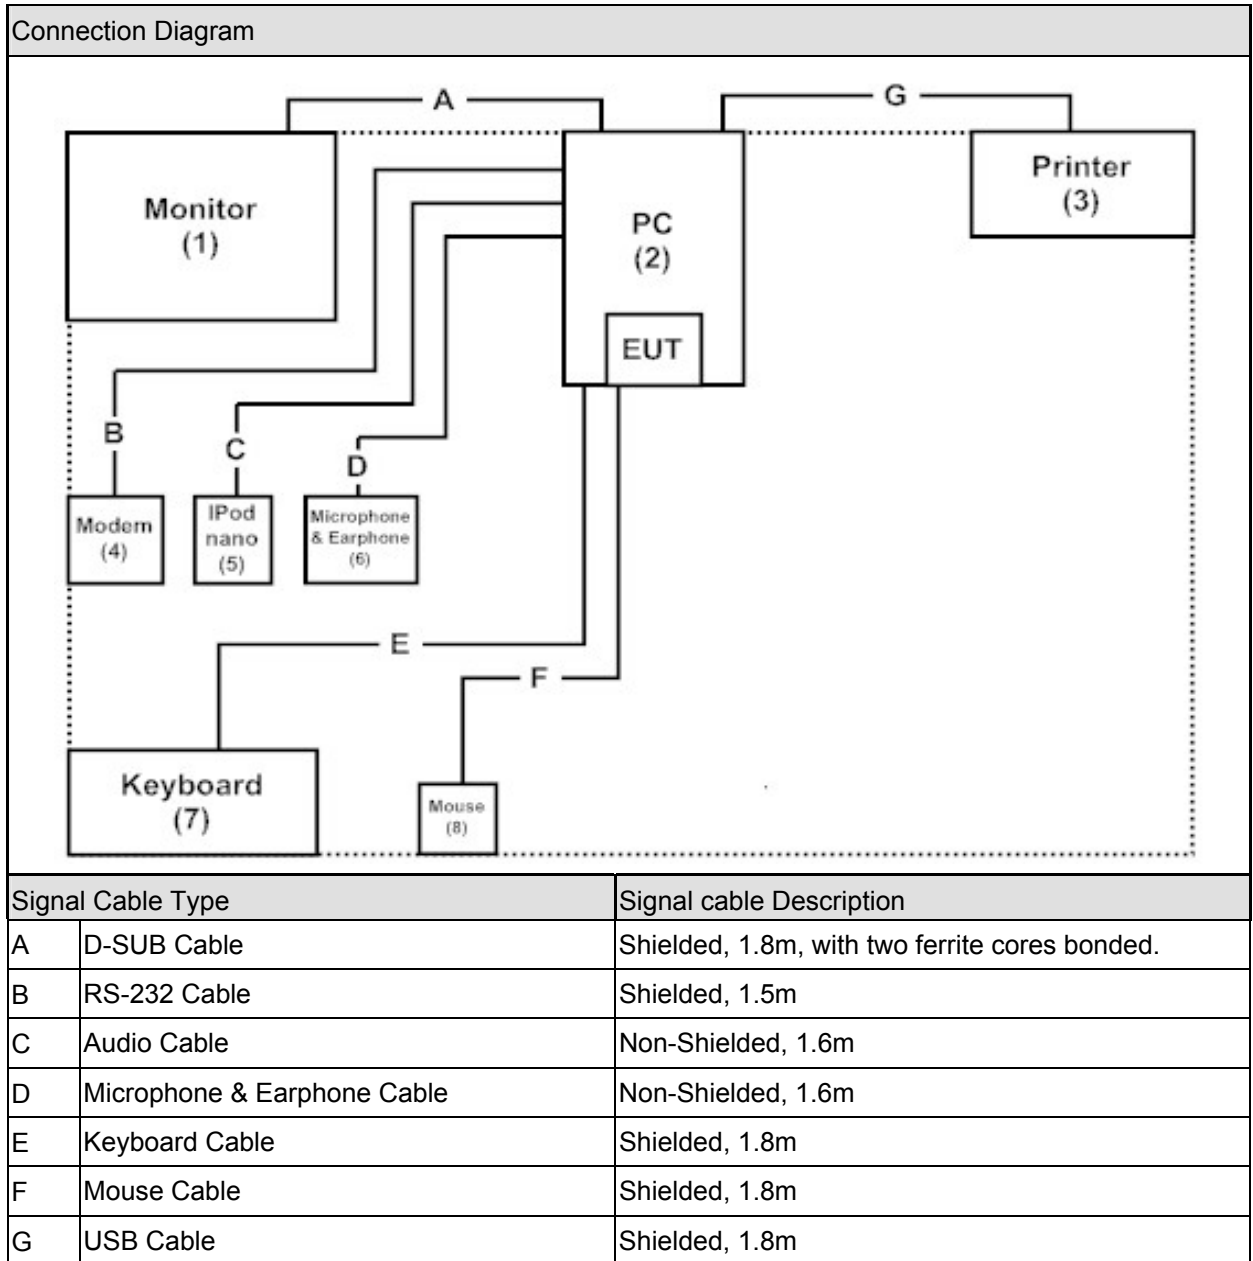 Connection Diagram
A
G
Monitor
(1)
PC
(2)
EUT
Printer
(3)
B
C
D
Modem
(4)
IPod
nano
(5)
Microphone
& Earphone
(6)
E
F
Keyboard
(7)
Mouse
(8)
Signal Cable Type Signal cable Description
A D-SUB Cable Shielded, 1.8m, with two ferrite cores bonded.
B RS-232 Cable Shielded, 1.5m
C Audio Cable Non-Shielded, 1.6m
D Microphone & Earphone Cable Non-Shielded, 1.6m
E Keyboard Cable Shielded, 1.8m
F Mouse Cable Shielded, 1.8m
G USB Cable Shielded, 1.8m